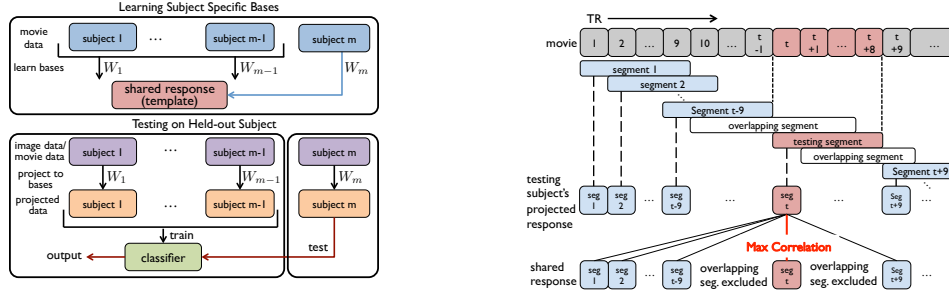 Learning Subject Specific Bases
movie
data
subject 1
...
subject m-1
subject m
learn bases
W1
Wm−1
Wm
shared response
(template)
Testing on Held-out Subject
image data/
movie data
subject 1
...
subject m-1
subject m
project to
bases
W1
Wm−1
Wm
projected
data
subject 1
...
subject m-1
subject m
train
test
output
classifier
TR
movie
1
2
...
9
10
...
t
-1
t
t
+1
...
t
+8
t
+9
...
segment 1
segment 2
...
Segment t-9
overlapping segment
testing segment
overlapping segment
Segment t+9
...
testing
subject's
projected
response
seg
1
seg
2
...
seg
t-9
seg
t
Seg
t+9
...
Max Correlation
shared
response
seg
1
seg
2
...
seg
t-9
overlapping
seg. excluded
seg
t
overlapping
seg. excluded
Seg
t+9
...